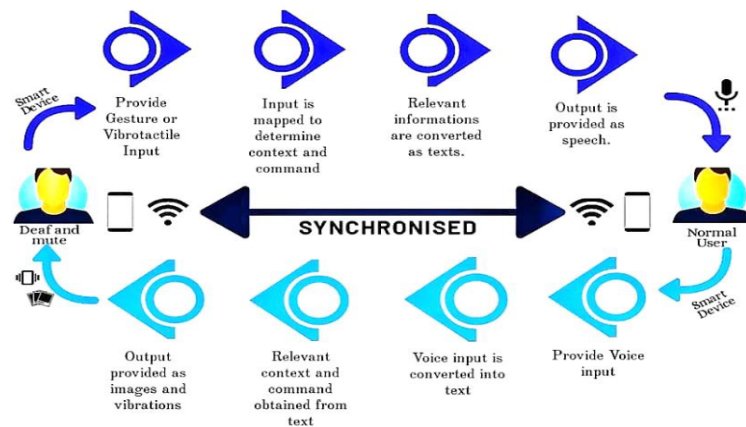 Smart
Device
Provide
Gesture or
Vibrotactile
Input
Input is
mapped to
determine
context and
command
Relevant
informations
are converted
as texts.
Output is
provided as
speech.
Deaf and
mute
SYNCHRONISED
Normal
User
Smart
Device
Output
provided as
images and
vibrations
Relevant
context and
command
obtained from
text
Voice input is
converted into
text
Provide Voice
input